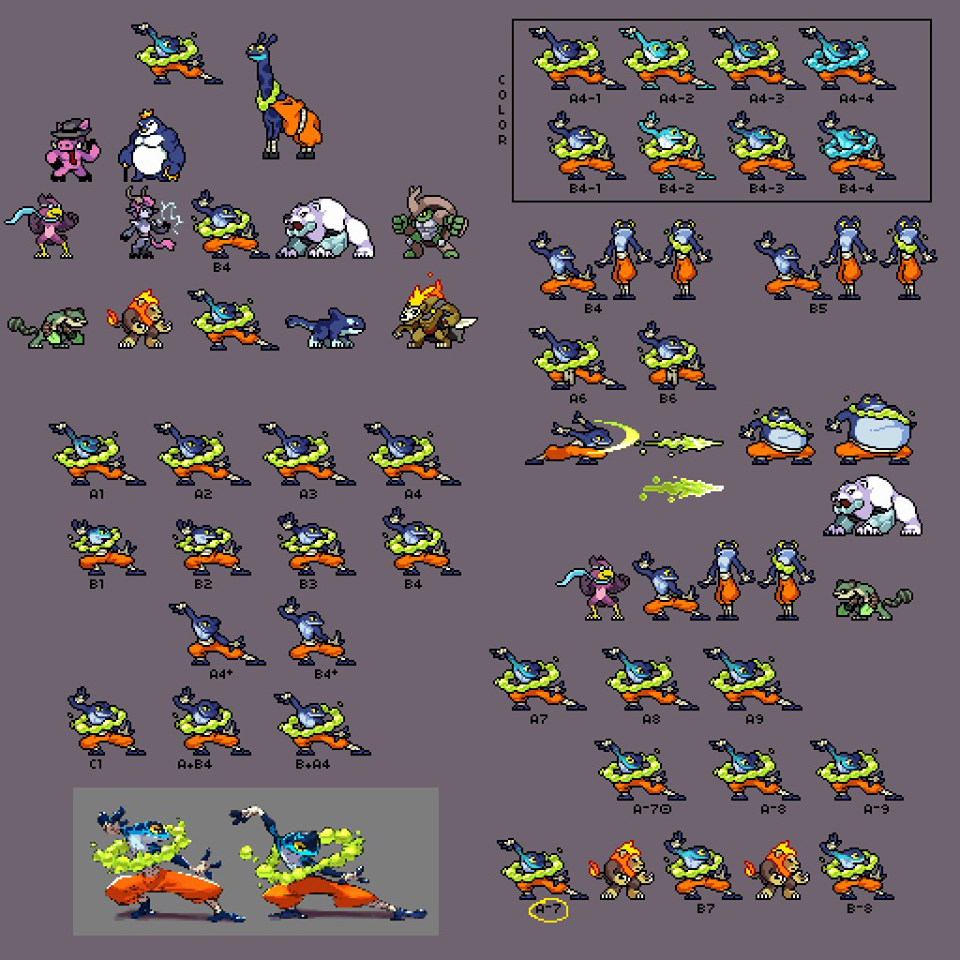 COLOR
A4-1 A4-2 A4-3 A4-4
B4-1 B4-2 B4-3 B4-4
B4
B4 B5
A6 B6
A1 A2 A3 A4
B1 B2 B3 B4
A4+ B4+
C1 A+B4 B+A4
A7 A8 A9
A-7⊙ A-8 A-9
A-7 B7 B-8